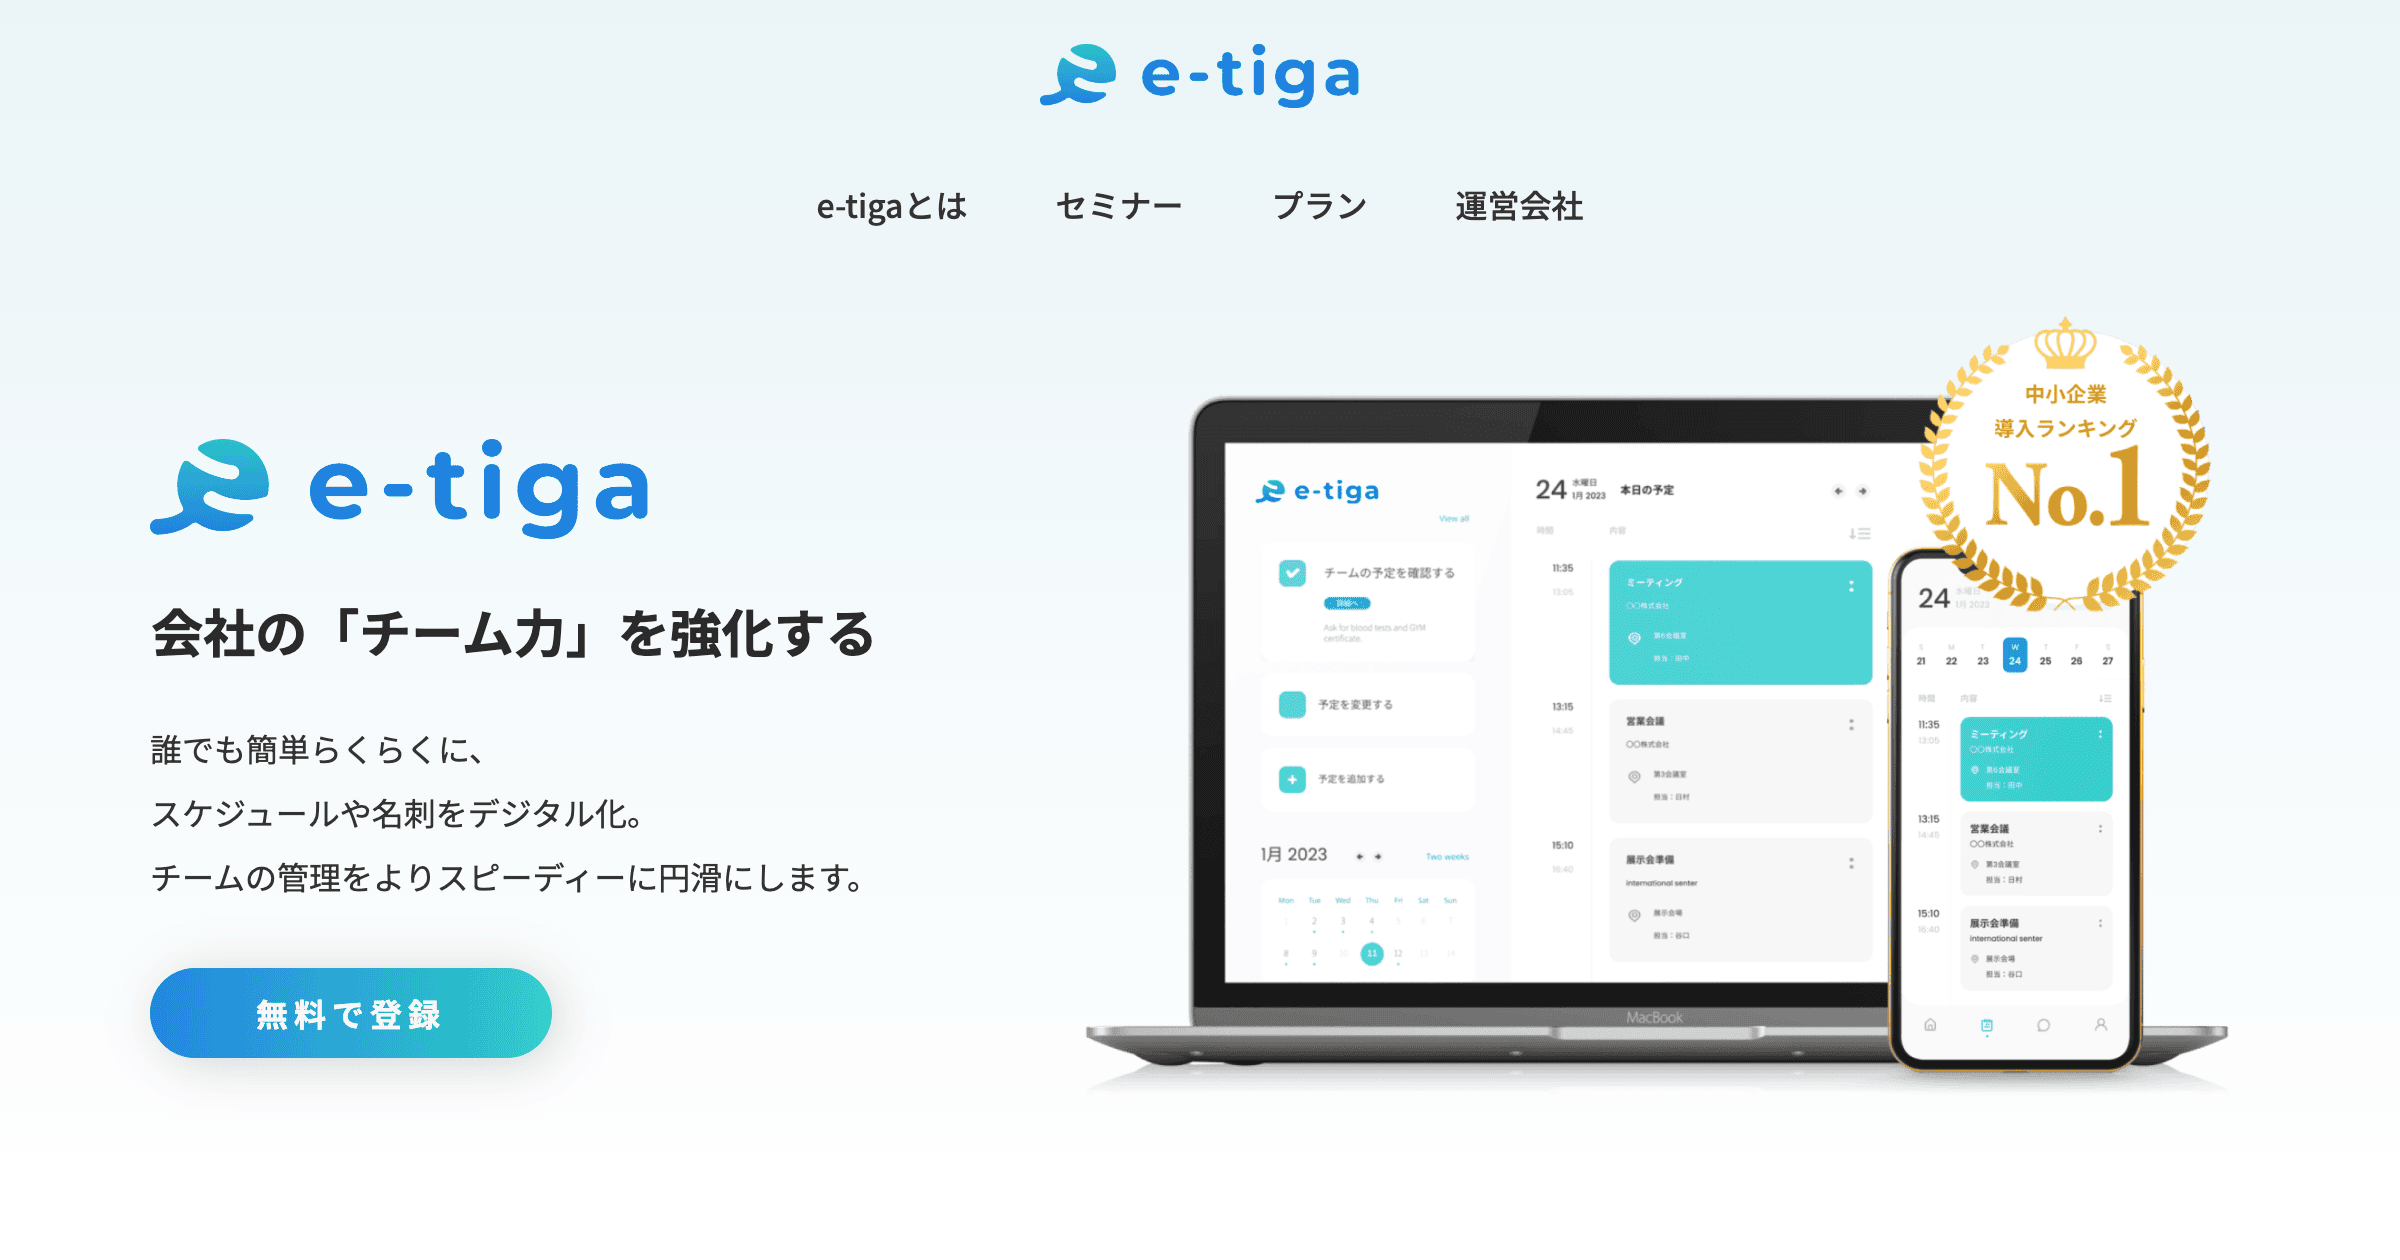 e-tiga
e-tigaとは
セミナー
プラン
運営会社
e-tiga
会社の「チーム力」を強化する
誰でも簡単らくらくに、
スケジュールや名刺をデジタル化。
チームの管理をよりスピーディーに円滑にします。
無料で登録
中小企業
導入ランキング
No.1
e-tiga
View all
チームの予定を確認する
詳細へ
Ask for blood tests and GYM
certificate.
予定を変更する
予定を追加する
1月 2023
Two weeks
Mon Tue Wed Thu Fri Sat Sun
1 2 3 4 5 6 7
8 9 10 11 12 13 14
24 水曜日
1月 2023
本日の予定
時間 内容
11:35
13:05
ミーティング
〇〇株式会社
第6会議室
担当：田中
13:15
14:45
営業会議
〇〇株式会社
第3会議室
担当：日村
15:10
16:40
展示会準備
international senter
展示会場
担当：谷口
MacBook
24 水曜日
1月 2023
S M T W T F S
21 22 23 24 25 26 27
時間 内容
11:35
13:05
ミーティング
〇〇株式会社
第6会議室
担当：田中
13:15
14:45
営業会議
〇〇株式会社
第3会議室
担当：日村
15:10
16:40
展示会準備
international senter
展示会場
担当：谷口